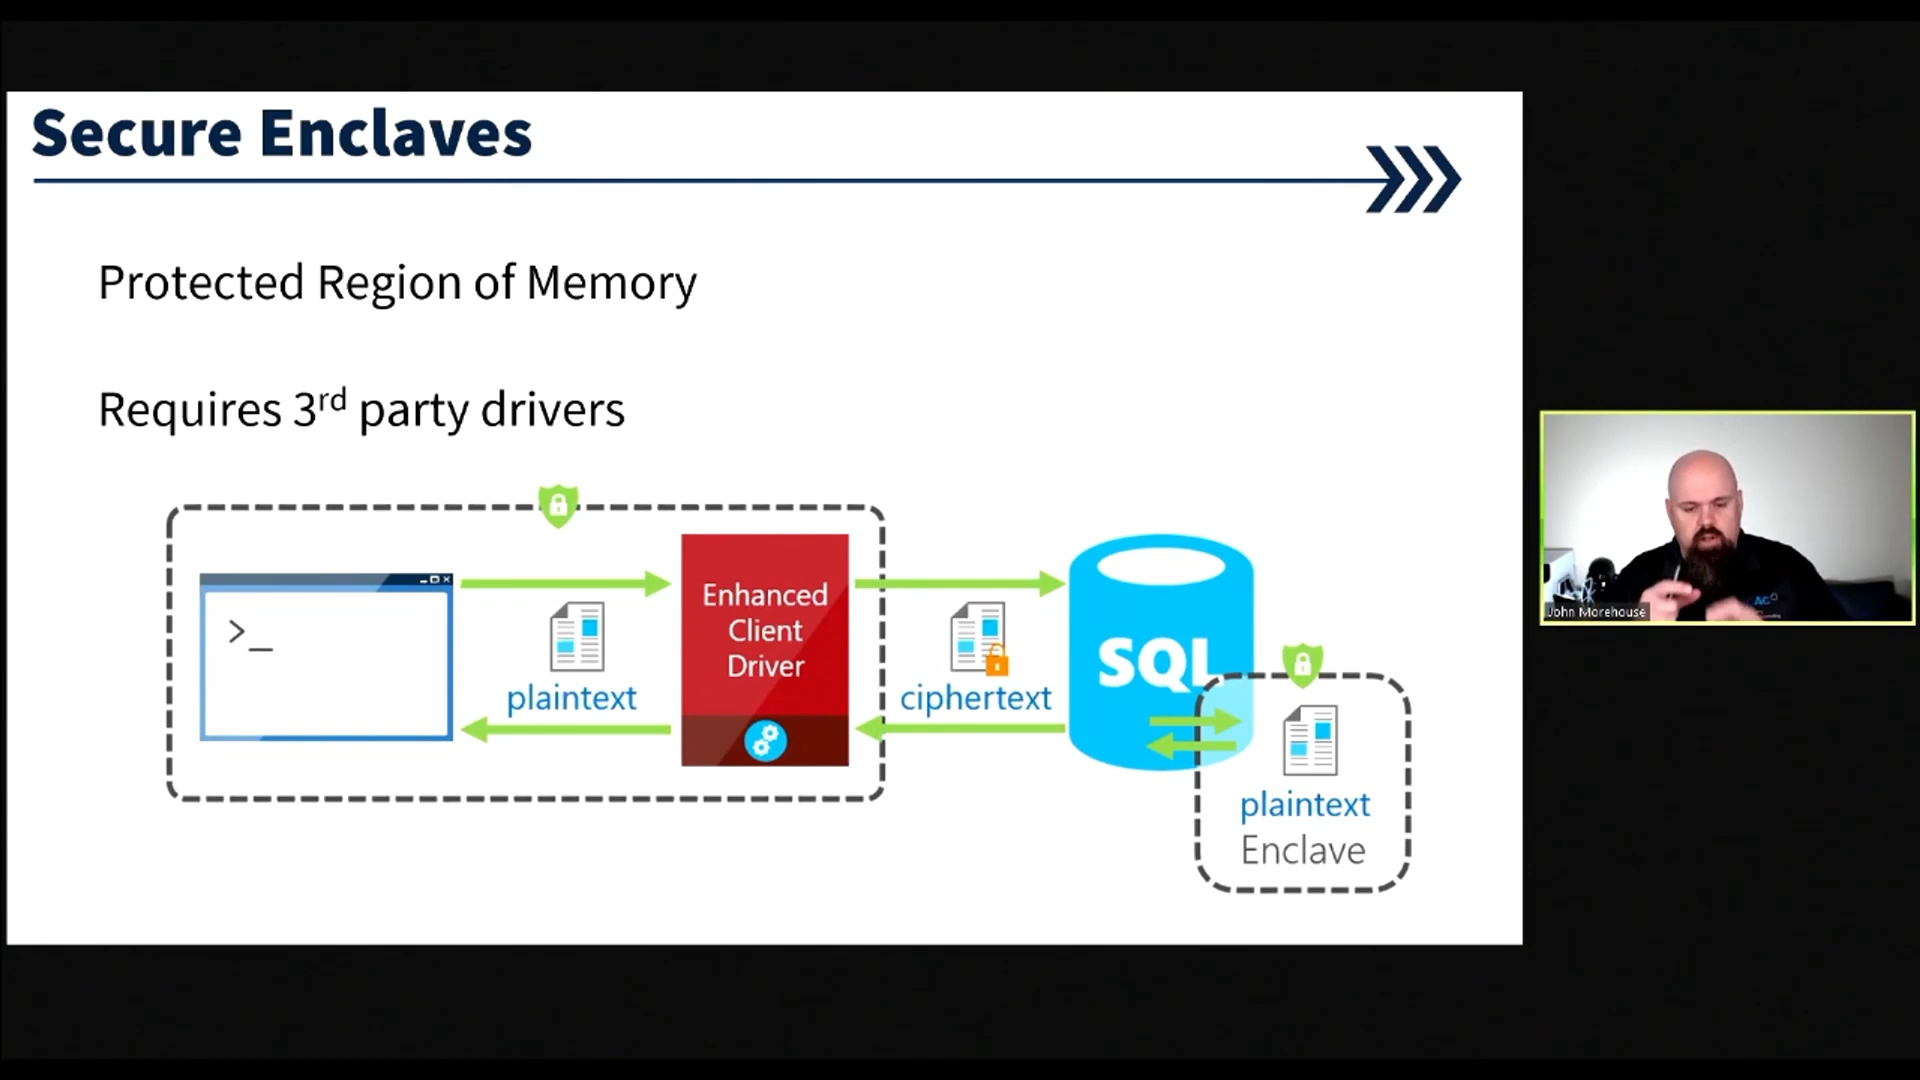 Secure Enclaves
Protected Region of Memory
Requires 3rd party drivers
>_
plaintext
Enhanced
Client
Driver
ciphertext
SQL
plaintext
Enclave
John Morehouse